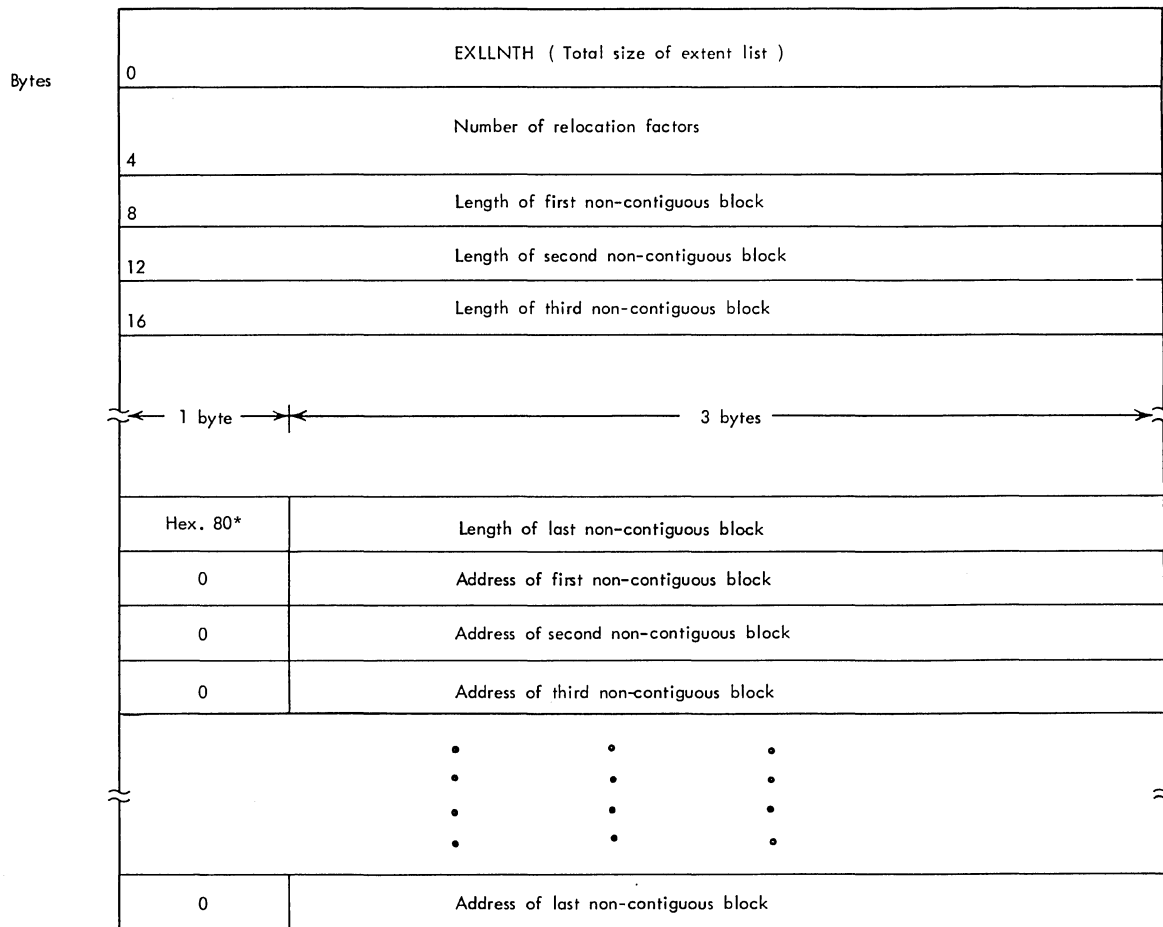 EXLLNTH ( Total size of extent list )
Bytes
0
Number of relocation factors
4
Length of first non-contiguous block
8
Length of second non-contiguous block
12
Length of third non-contiguous block
16
1 byte
3 bytes
Hex. 80*
Length of last non-contiguous block
0
Address of first non-contiguous block
0
Address of second non-contiguous block
0
Address of third non-contiguous block
0
Address of last non-contiguous block